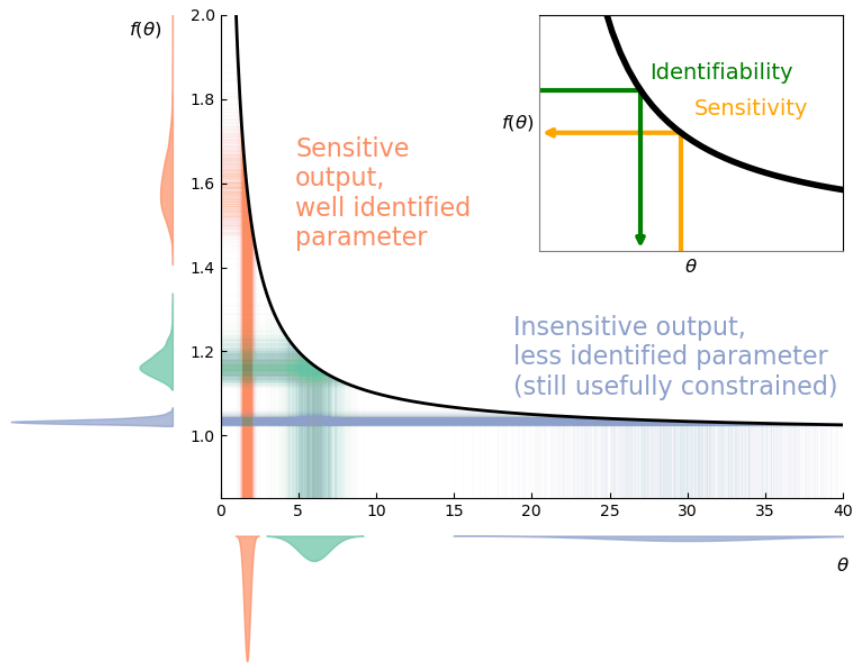 f(θ)
2.0
1.8
1.6
1.4
1.2
1.0
Sensitive
output,
well identified
parameter
Identifiability
Sensitivity
f(θ)
θ
Insensitive output,
less identified parameter
(still usefully constrained)
0 5 10 15 20 25 30 35 40
θ